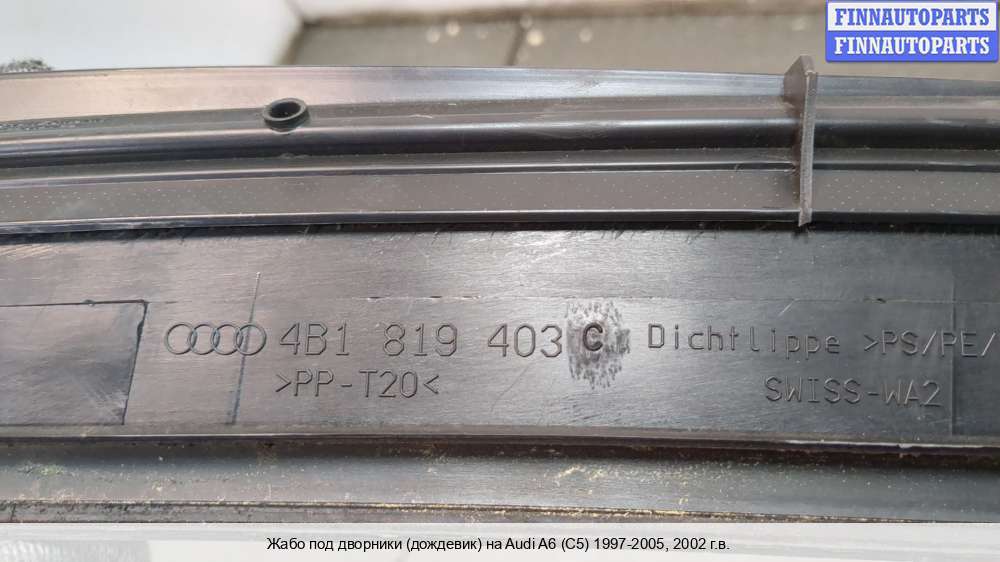 FINNAUTOPARTS
FINNAUTOPARTS
4B1 819 403 C Dichtlippe >PS/PE/
>PP-T20< SWISS-WA2
Жабо под дворники (дождевик) на Audi A6 (C5) 1997-2005, 2002 г.в.